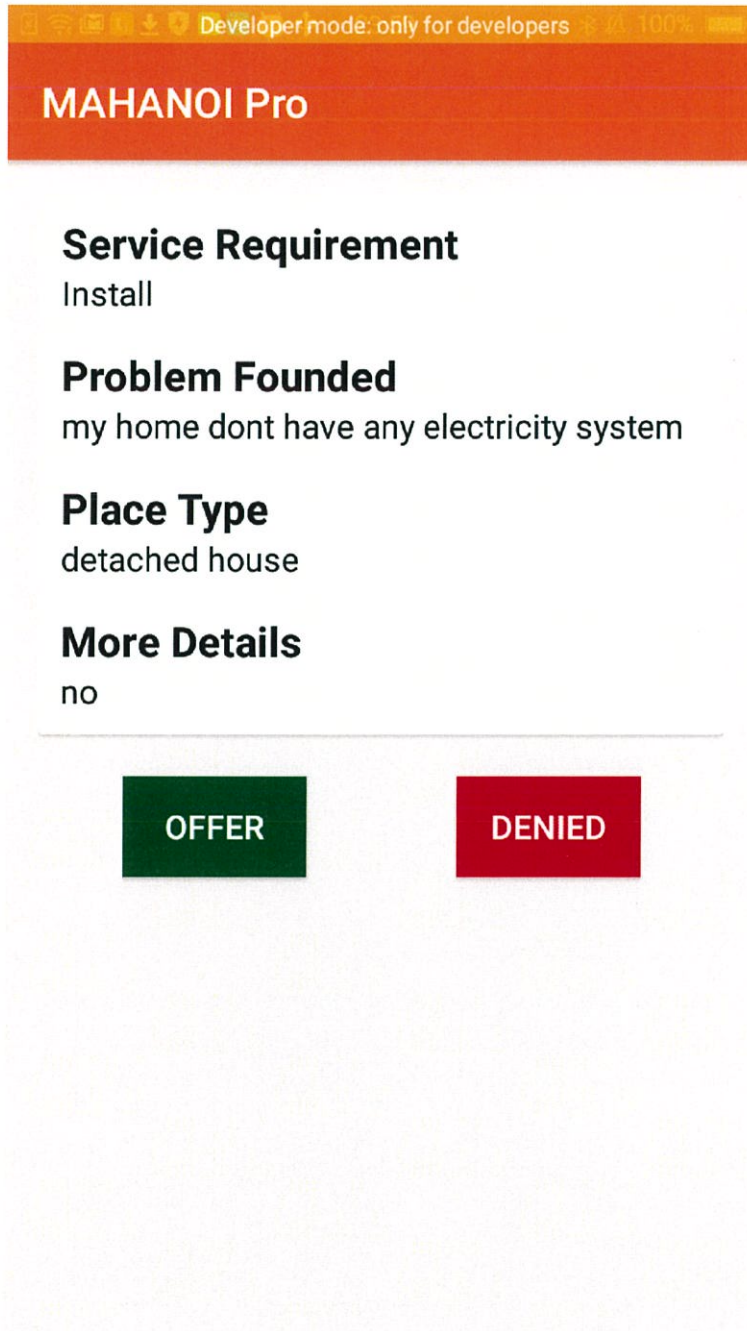 Developer mode: only for developers
100%
MAHANOI Pro
Service Requirement
Install
Problem Founded
my home dont have any electricity system
Place Type
detached house
More Details
no
OFFER
DENIED